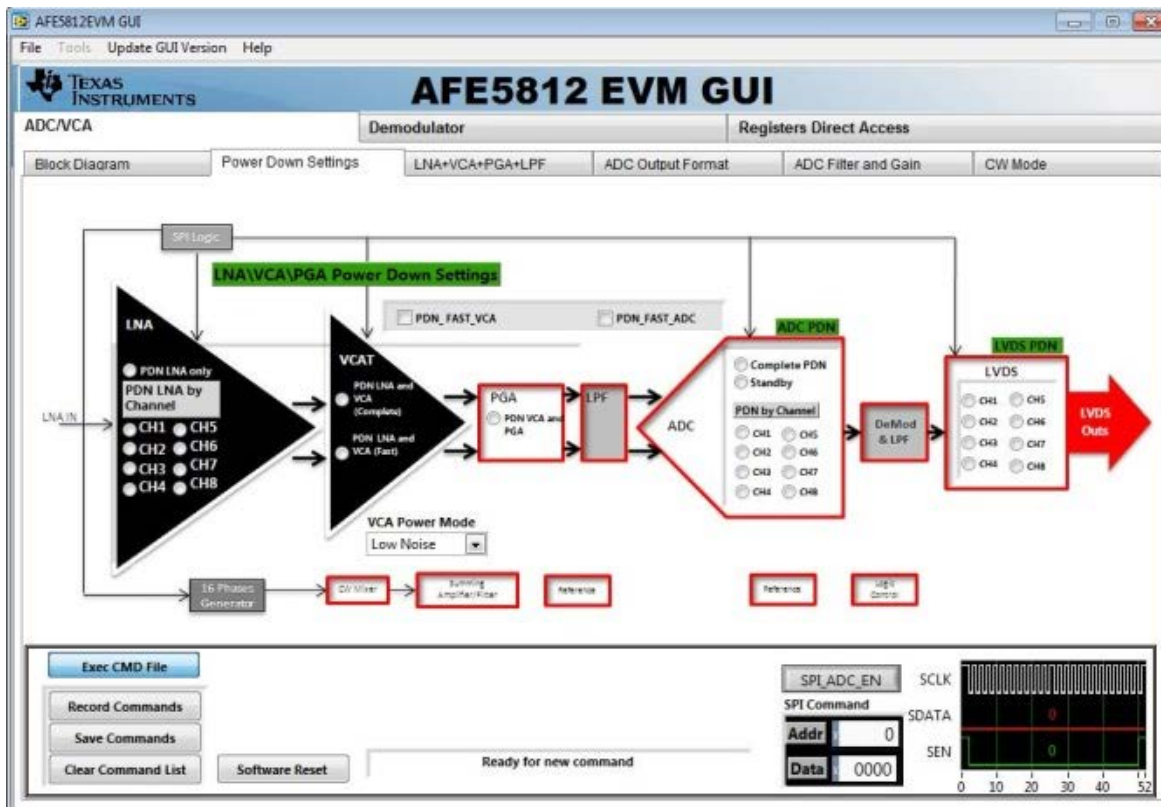 AFE5812EVM GUI
File Tools Update GUI Version Help
TEXAS INSTRUMENTS
AFE5812 EVM GUI
ADC/VCA Demodulator Registers Direct Access
Block Diagram Power Down Settings LNA+VCA+PGA+LPF ADC Output Format ADC Filter and Gain CW Mode
SPI Logic
LNA\VCA\PGA Power Down Settings
PDN_FAST_VCA PDN_FAST_ADC
LNA IN
LNA
PDN LNA only
PDN LNA by
Channel
CH1 CH5
CH2 CH6
CH3 CH7
CH4 CH8
VCAT
PDN LNA and
VCA
(Complete)
PDN LNA and
VCA (Fast)
VCA Power Mode
Low Noise
PGA
PDN VCA and
PGA
LPF
ADC PDN
ADC
Complete PDN
Standby
PDN by Channel
CH1 CH5
CH2 CH6
CH3 CH7
CH4 CH8
DeMod
& LPF
LVDS PDN
LVDS
CH1 CH5
CH2 CH6
CH3 CH7
CH4 CH8
LVDS
Outs
16 Phases
Generator
CW Mixer
Summing
Amplifier/Filter
Reference
Reference
Logic
Control
Exec CMD File
Record Commands
Save Commands
Clear Command List
Software Reset
Ready for new command
SPI_ADC_EN
SPI Command
Addr 0
Data 0000
SCLK
SDATA 0
SEN 0
0 10 20 30 40 52